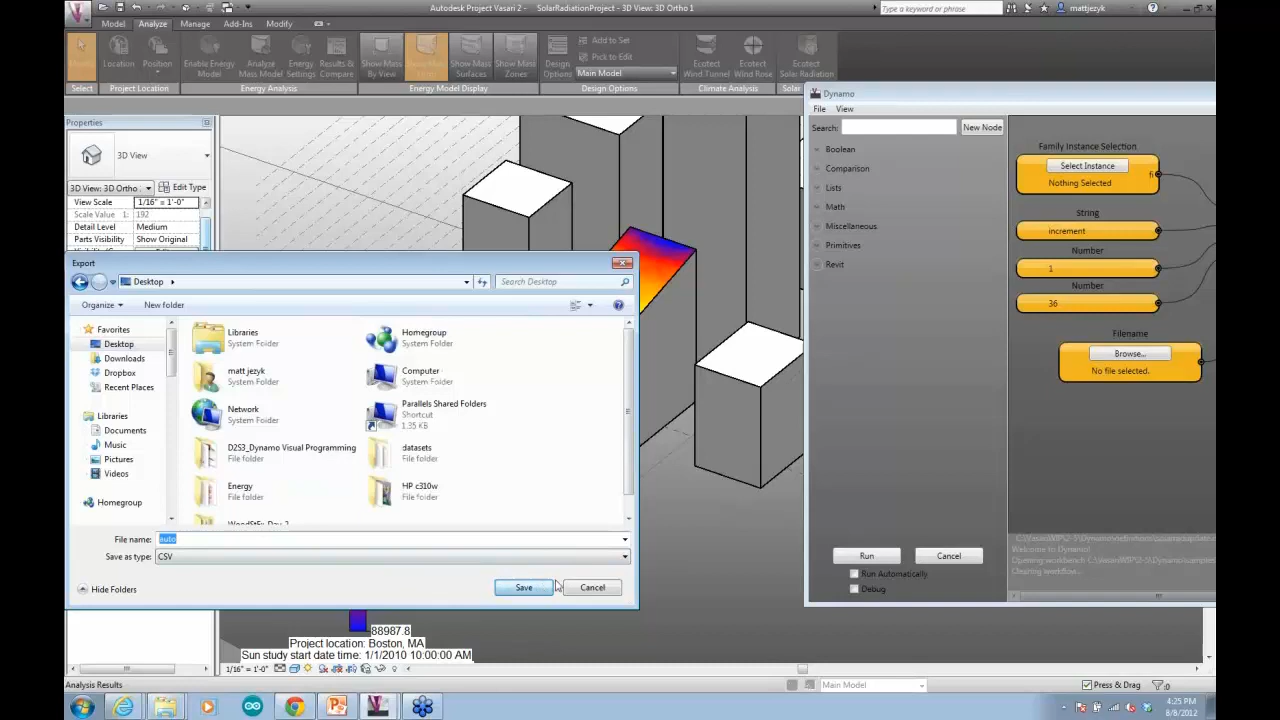 Autodesk Project Vasari 2 - SolarRadiationProject - 3D View: 3D Ortho 1
Type a keyword or phrase
mattjezyk
Model Analyze Manage Add-Ins Modify
Modify
Location
Position
Enable Energy Model
Analyze Mass Model
Energy Settings
Results & Compare
Show Mass By View
Show Mass Surfaces
Show Mass Zones
Design Options
Add to Set
Pick to Edit
Main Model
Ecotect Wind Tunnel
Ecotect Wind Rose
Ecotect Solar Radiation
Select
Project Location
Energy Analysis
Energy Model Display
Design Options
Climate Analysis
Properties
3D View
3D View: 3D Ortho
Edit Type
View Scale 1/16" = 1'-0"
Scale Value 1: 192
Detail Level Medium
Parts Visibility Show Original
Export
Desktop
Search Desktop
Organize
New folder
Favorites
Desktop
Downloads
Dropbox
Recent Places
Libraries
Documents
Music
Pictures
Videos
Homegroup
Libraries
System Folder
Homegroup
System Folder
matt jezyk
System Folder
Computer
System Folder
Network
System Folder
Parallels Shared Folders
Shortcut
1.35 KB
D2S3_Dynamo Visual Programming
File folder
datasets
File folder
Energy
File folder
HP c310w
File folder
File name: auto
Save as type: CSV
Hide Folders
Save
Cancel
88987.8
Project location: Boston, MA
Sun study start date time: 1/1/2010 10:00:00 AM
1/16" = 1'-0"
Analysis Results
Main Model
Press & Drag
:0
Dynamo
File View
Search:
New Node
Boolean
Comparison
Lists
Math
Miscellaneous
Primitives
Revit
Run
Cancel
Run Automatically
Debug
Family Instance Selection
Select Instance
Nothing Selected
fi
String
increment
Number
1
Number
36
Filename
Browse...
No file selected.
Welcome to Dynamo!
4:25 PM
8/8/2012